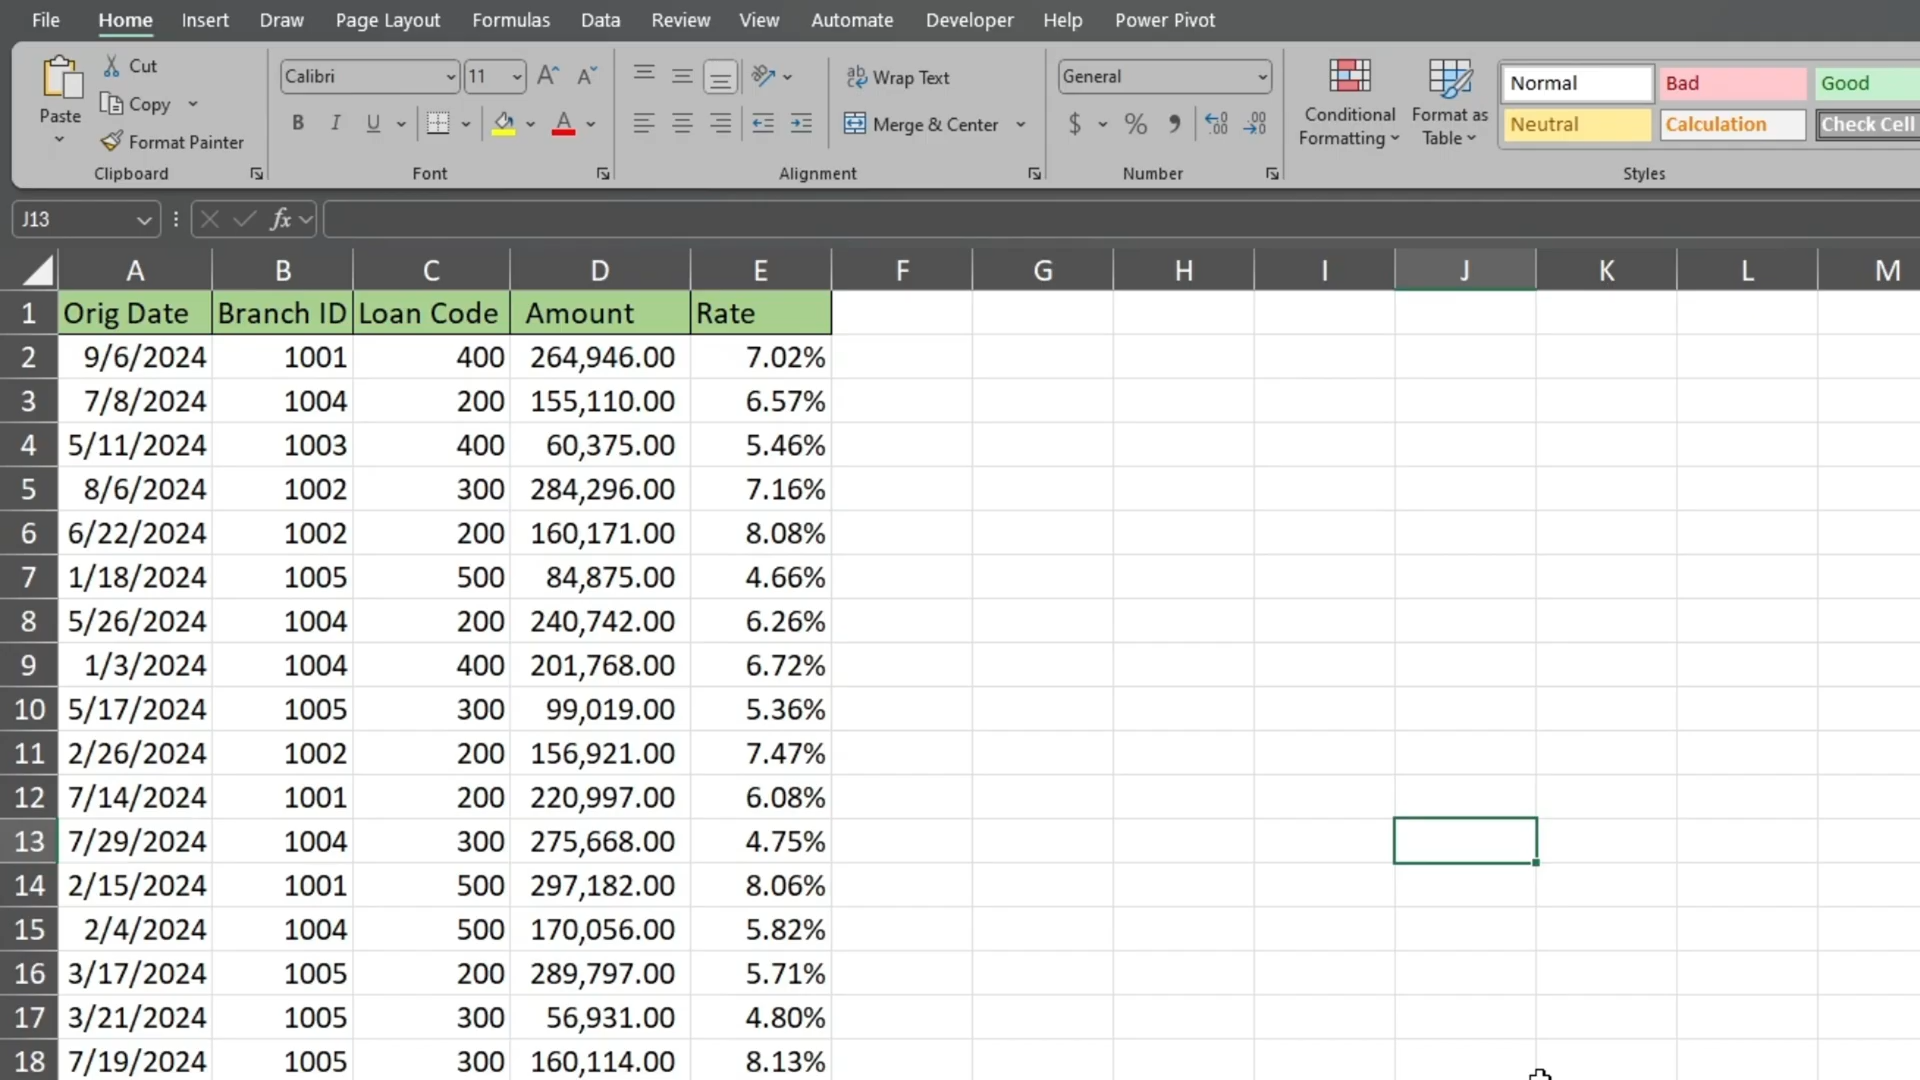 File Home Insert Draw Page Layout Formulas Data Review View Automate Developer Help Power Pivot
Paste
Cut
Copy
Format Painter
Clipboard
Calibri 11
B I U
Font
Wrap Text
Merge & Center
Alignment
General
$ % 9
Number
Conditional Formatting
Format as Table
Normal Bad Good
Neutral Calculation Check Cell
Styles
J13
fx
A B C D E F G H I J K L M
1 Orig Date Branch ID Loan Code Amount Rate
2 9/6/2024 1001 400 264,946.00 7.02%
3 7/8/2024 1004 200 155,110.00 6.57%
4 5/11/2024 1003 400 60,375.00 5.46%
5 8/6/2024 1002 300 284,296.00 7.16%
6 6/22/2024 1002 200 160,171.00 8.08%
7 1/18/2024 1005 500 84,875.00 4.66%
8 5/26/2024 1004 200 240,742.00 6.26%
9 1/3/2024 1004 400 201,768.00 6.72%
10 5/17/2024 1005 300 99,019.00 5.36%
11 2/26/2024 1002 200 156,921.00 7.47%
12 7/14/2024 1001 200 220,997.00 6.08%
13 7/29/2024 1004 300 275,668.00 4.75%
14 2/15/2024 1001 500 297,182.00 8.06%
15 2/4/2024 1004 500 170,056.00 5.82%
16 3/17/2024 1005 200 289,797.00 5.71%
17 3/21/2024 1005 300 56,931.00 4.80%
18 7/19/2024 1005 300 160,114.00 8.13%